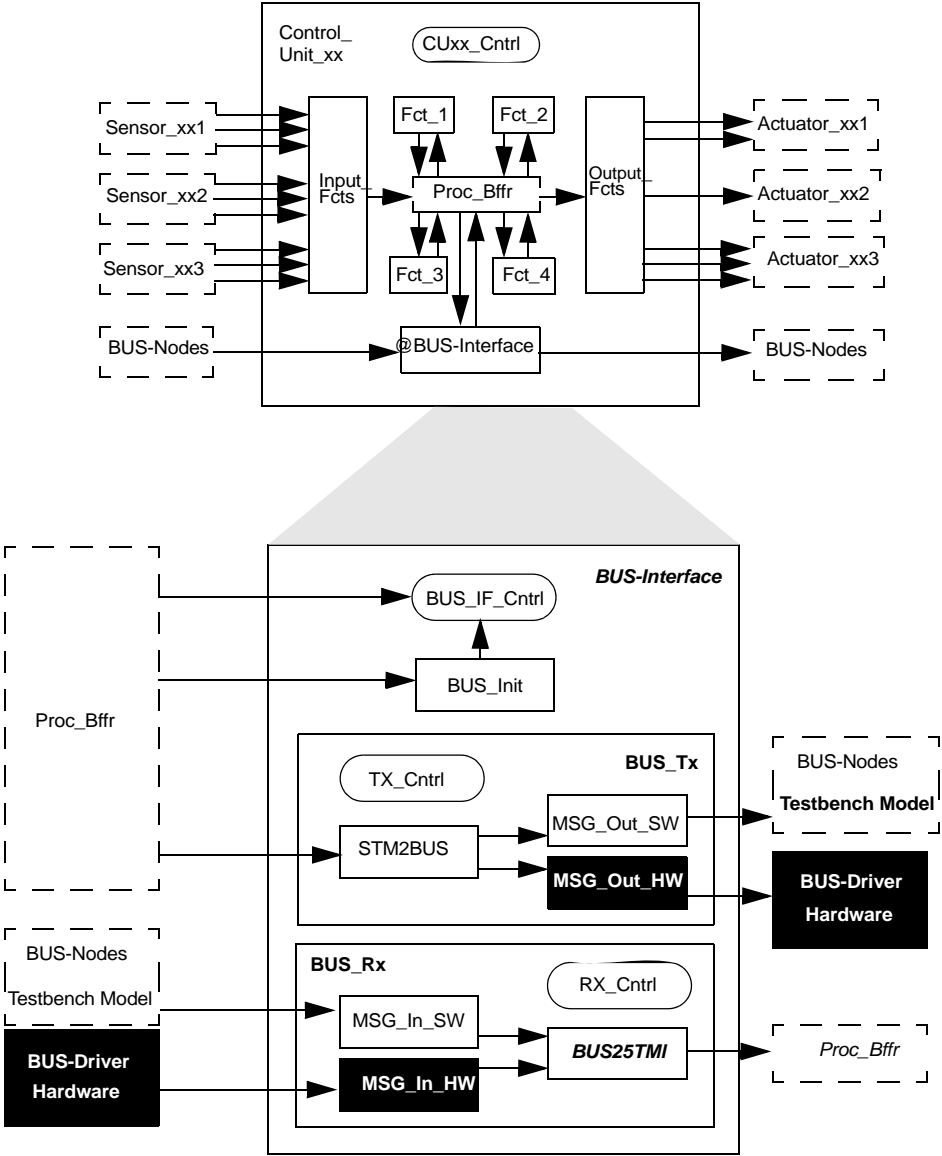 Control_
Unit_xx
CUxx_Cntrl
Sensor_xx1
Fct_1
Fct_2
Actuator_xx1
Sensor_xx2
Input_
Fcts
Proc_Bffr
Output_
Fcts
Actuator_xx2
Sensor_xx3
Fct_3
Fct_4
Actuator_xx3
BUS-Nodes
@BUS-Interface
BUS-Nodes
BUS-Interface
BUS_IF_Cntrl
BUS_Init
Proc_Bffr
BUS_Tx
TX_Cntrl
STM2BUS
MSG_Out_SW
MSG_Out_HW
BUS-Nodes
Testbench Model
BUS-Driver
Hardware
BUS-Nodes
Testbench Model
BUS-Driver
Hardware
BUS_Rx
RX_Cntrl
MSG_In_SW
MSG_In_HW
BUS25TMI
Proc_Bffr